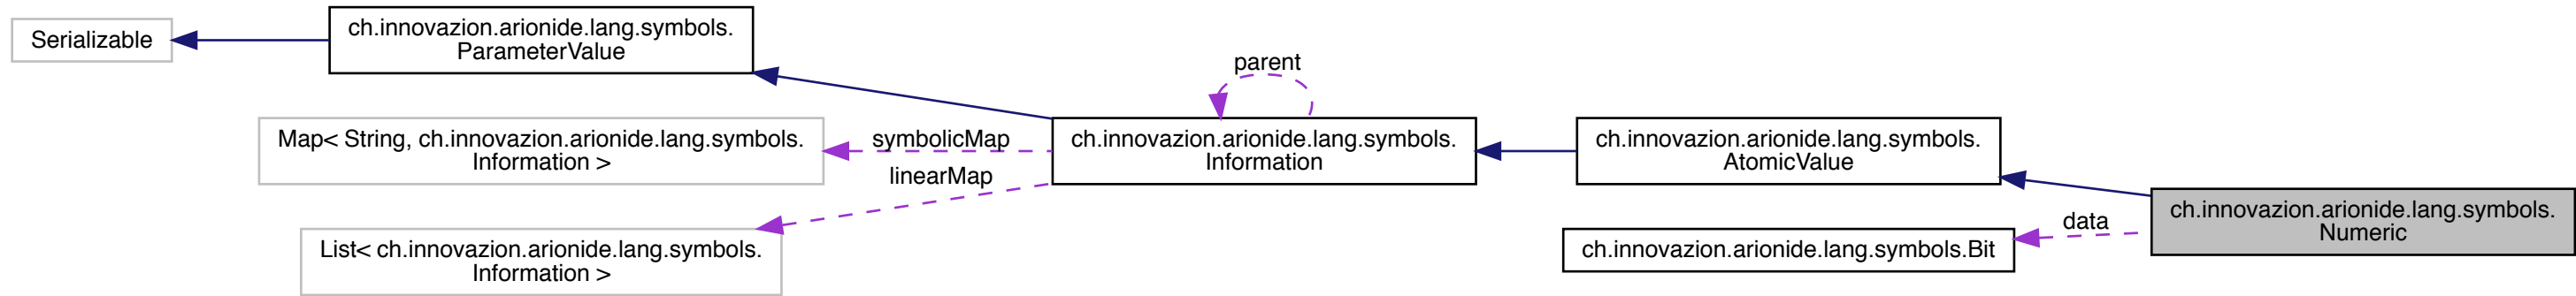 Serializable
ch.innovazion.arionide.lang.symbols.
ParameterValue
parent
Map< String, ch.innovazion.arionide.lang.symbols.
Information >
symbolicMap
linearMap
List< ch.innovazion.arionide.lang.symbols.
Information >
ch.innovazion.arionide.lang.symbols.
Information
ch.innovazion.arionide.lang.symbols.
AtomicValue
ch.innovazion.arionide.lang.symbols.Bit
data
ch.innovazion.arionide.lang.symbols.
Numeric